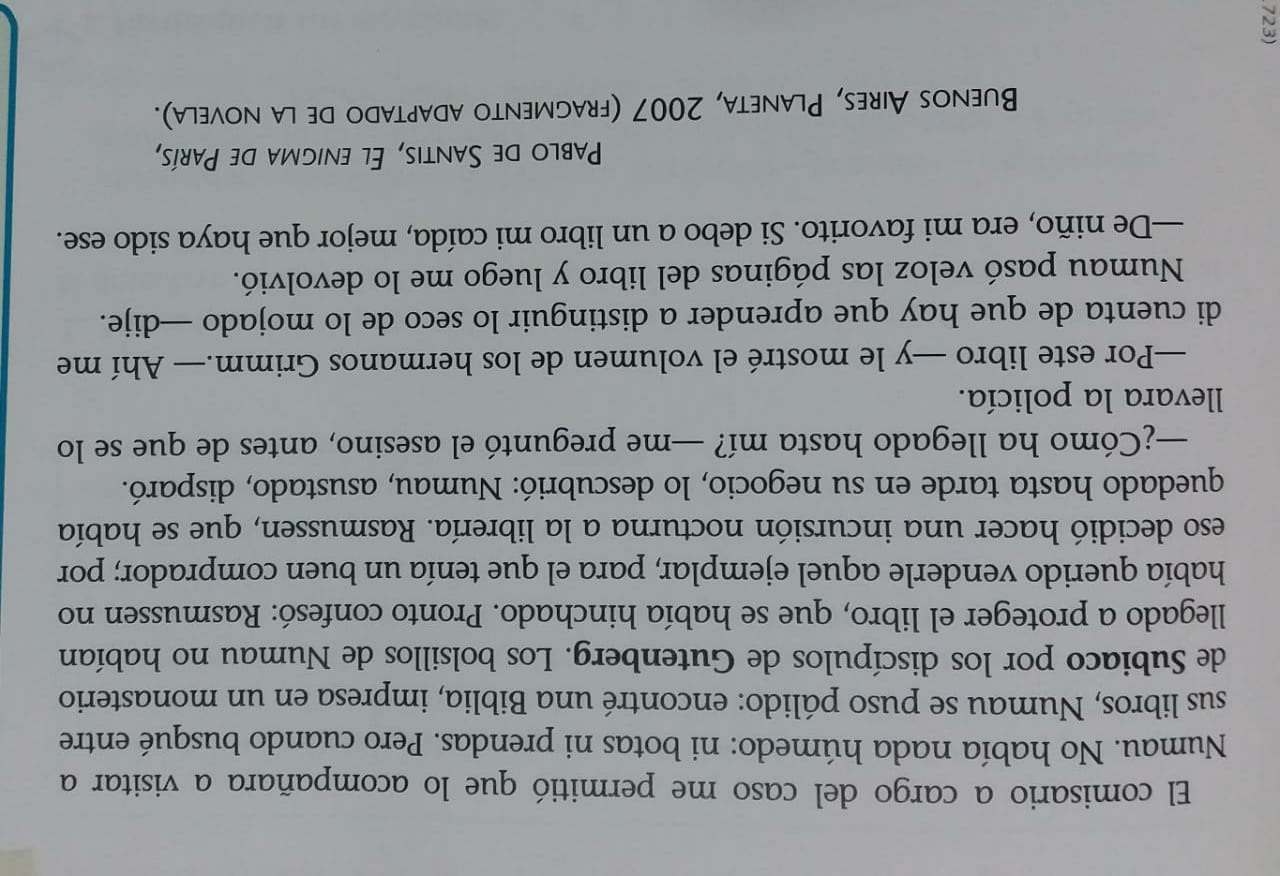 El comisario a cargo del caso me permitió que lo acompañara a visitar a
Numau. No había nada húmedo: ni botas ni prendas. Pero cuando busqué entre
sus libros, Numau se puso pálido: encontré una Biblia, impresa en un monasterio
de Subiaco por los discípulos de Gutenberg. Los bolsillos de Numau no habían
llegado a proteger el libro, que se había hinchado. Pronto confesó: Rasmussen no
había querido venderle aquel ejemplar, para el que tenía un buen comprador; por
eso decidió hacer una incursión nocturna a la librería. Rasmussen, que se había
quedado hasta tarde en su negocio, lo descubrió: Numau, asustado, disparó.
—¿Cómo ha llegado hasta mí? —me preguntó el asesino, antes de que se lo
llevara la policía.
—Por este libro —y le mostré el volumen de los hermanos Grimm.— Ahí me
di cuenta de que hay que aprender a distinguir lo seco de lo mojado —dije.
Numau pasó veloz las páginas del libro y luego me lo devolvió.
—De niño, era mi favorito. Si debo a un libro mi caída, mejor que haya sido ese.
Pablo de Santis, El enigma de París,
Buenos Aires, Planeta, 2007 (fragmento adaptado de la novela).
723)